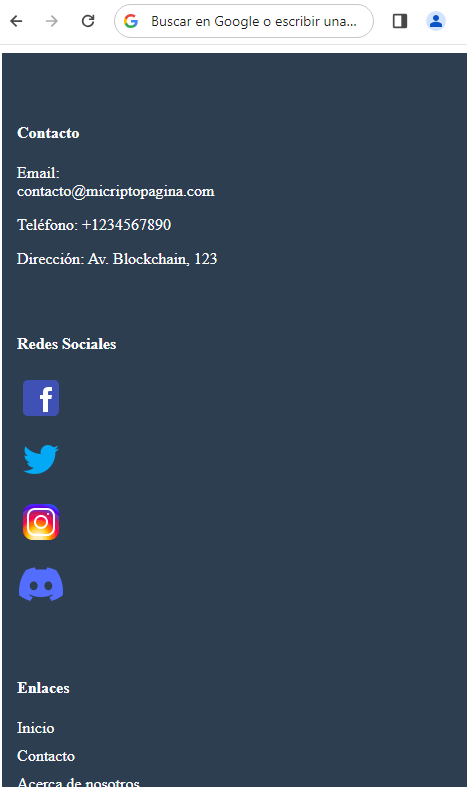 Buscar en Google o escribir una...
Contacto
Email:
contacto@micriptopagina.com
Teléfono: +1234567890
Dirección: Av. Blockchain, 123
Redes Sociales
Enlaces
Inicio
Contacto
Acerca de nosotros